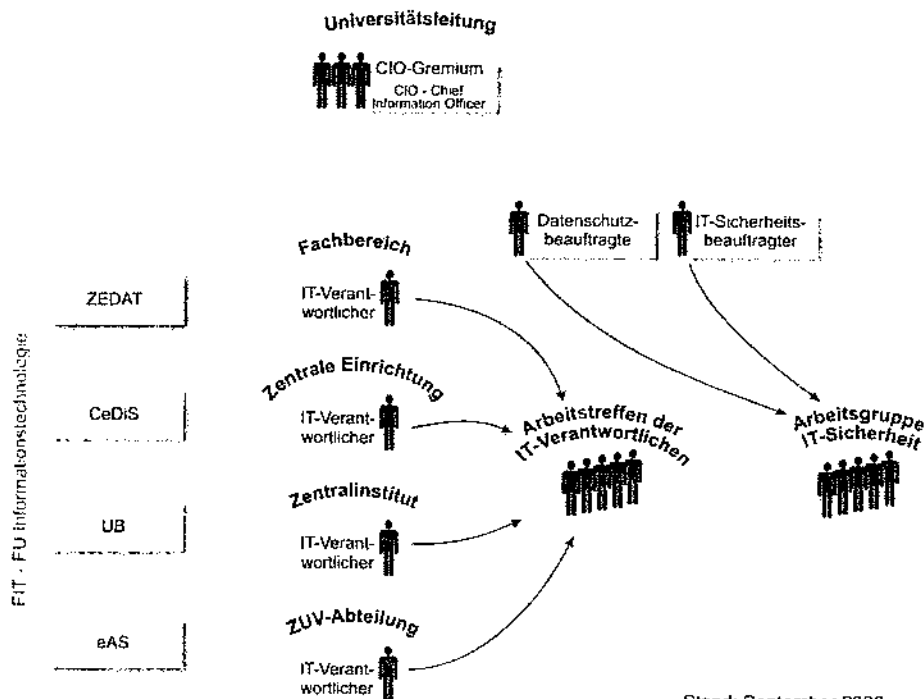 Universitätsleitung
CIO-Gremium
CIO - Chief
Information Officer
Datenschutz-
beauftragte
IT-Sicherheits-
beauftragter
FIT - FU Informationstechnologie
ZEDAT
CeDiS
UB
eAS
Fachbereich
IT-Verant-
wortlicher
Zentrale Einrichtung
IT-Verant-
wortlicher
Zentralinstitut
IT-Verant-
wortlicher
ZUV-Abteilung
IT-Verant-
wortlicher
Arbeitstreffen der
IT-Verantwortlichen
Arbeitsgruppe
IT-Sicherheit
Stand: September